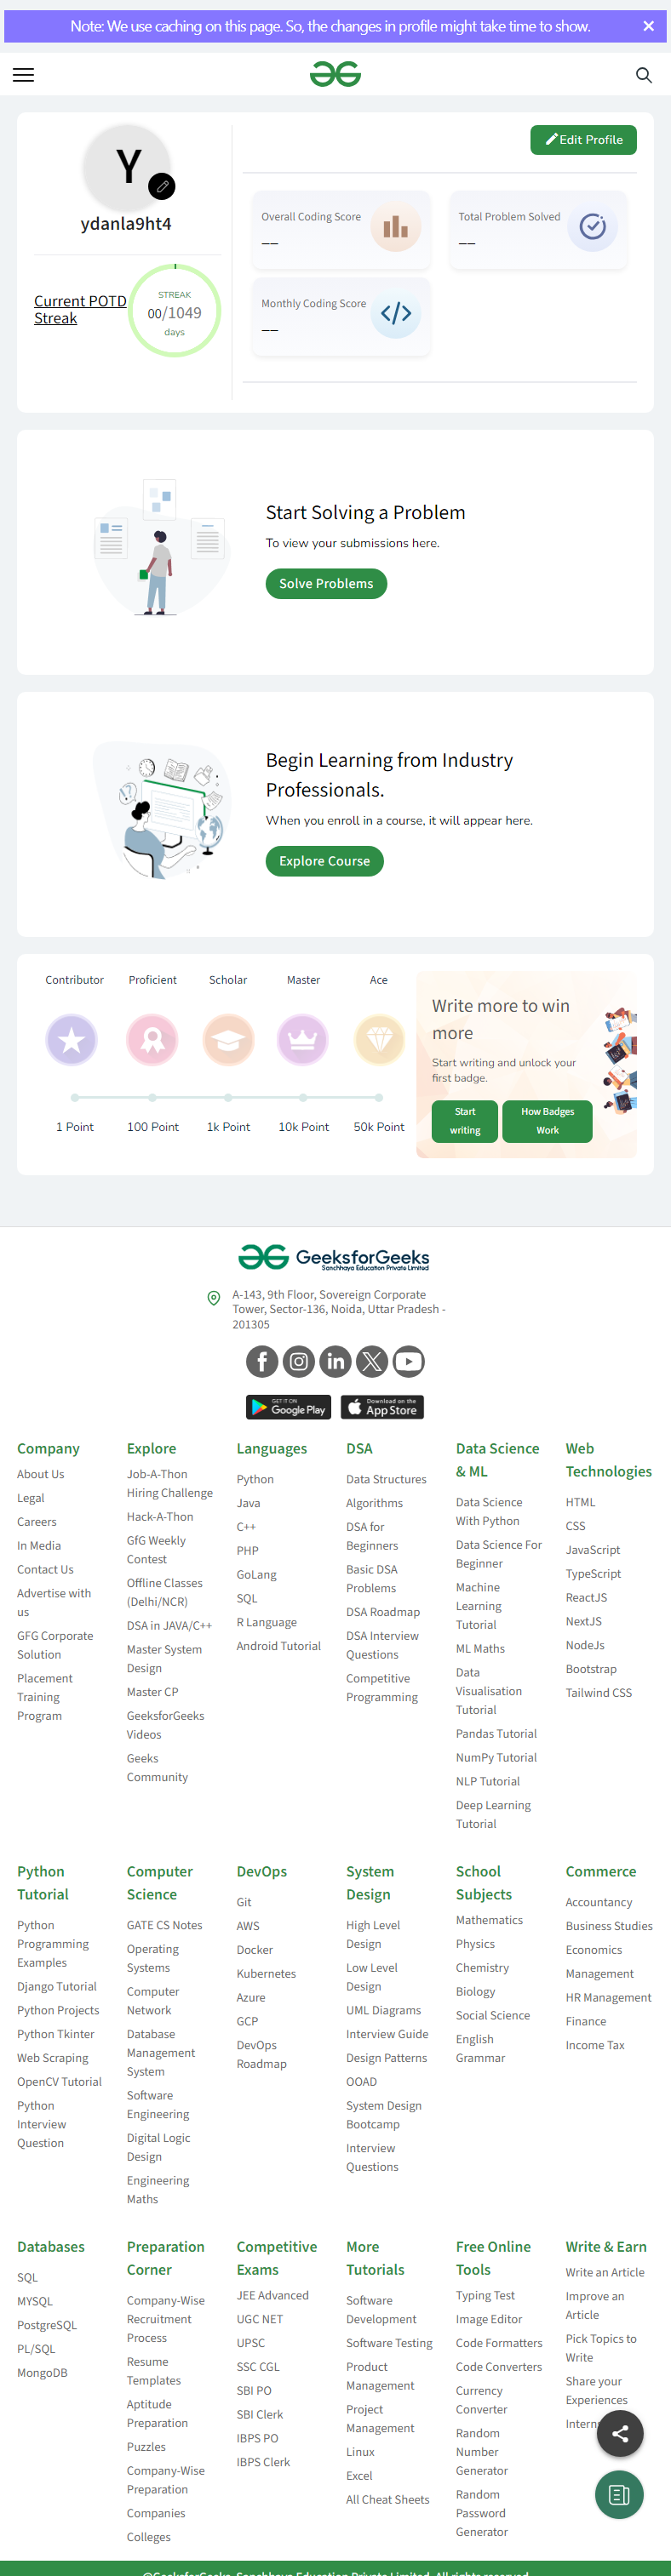 Note: We use caching on this page. So, the changes in profile might take time to show.
Edit Profile
Y
ydanla9ht4
Current POTD
Streak
STREAK
00/1049
days
Overall Coding Score
__
Total Problem Solved
__
Monthly Coding Score
__
Start Solving a Problem
To view your submissions here.
Solve Problems
Begin Learning from Industry
Professionals.
When you enroll in a course, it will appear here.
Explore Course
Contributor
Proficient
Scholar
Master
Ace
1 Point
100 Point
1k Point
10k Point
50k Point
Write more to win
more
Start writing and unlock your
first badge.
Start
writing
How Badges
Work
GeeksforGeeks
Sanchhaya Education Private Limited
A-143, 9th Floor, Sovereign Corporate
Tower, Sector-136, Noida, Uttar Pradesh -
201305
GET IT ON
Google Play
Download on the
App Store
Company
About Us
Legal
Careers
In Media
Contact Us
Advertise with
us
GFG Corporate
Solution
Placement
Training
Program
Explore
Job-A-Thon
Hiring Challenge
Hack-A-Thon
GfG Weekly
Contest
Offline Classes
(Delhi/NCR)
DSA in JAVA/C++
Master System
Design
Master CP
GeeksforGeeks
Videos
Geeks
Community
Languages
Python
Java
C++
PHP
GoLang
SQL
R Language
Android Tutorial
DSA
Data Structures
Algorithms
DSA for
Beginners
Basic DSA
Problems
DSA Roadmap
DSA Interview
Questions
Competitive
Programming
Data Science
& ML
Data Science
With Python
Data Science For
Beginner
Machine
Learning
Tutorial
ML Maths
Data
Visualisation
Tutorial
Pandas Tutorial
NumPy Tutorial
NLP Tutorial
Deep Learning
Tutorial
Web
Technologies
HTML
CSS
JavaScript
TypeScript
ReactJS
NextJS
NodeJs
Bootstrap
Tailwind CSS
Python
Tutorial
Python
Programming
Examples
Django Tutorial
Python Projects
Python Tkinter
Web Scraping
OpenCV Tutorial
Python
Interview
Question
Computer
Science
GATE CS Notes
Operating
Systems
Computer
Network
Database
Management
System
Software
Engineering
Digital Logic
Design
Engineering
Maths
DevOps
Git
AWS
Docker
Kubernetes
Azure
GCP
DevOps
Roadmap
System
Design
High Level
Design
Low Level
Design
UML Diagrams
Interview Guide
Design Patterns
OOAD
System Design
Bootcamp
Interview
Questions
School
Subjects
Mathematics
Physics
Chemistry
Biology
Social Science
English
Grammar
Commerce
Accountancy
Business Studies
Economics
Management
HR Management
Finance
Income Tax
Databases
SQL
MYSQL
PostgreSQL
PL/SQL
MongoDB
Preparation
Corner
Company-Wise
Recruitment
Process
Resume
Templates
Aptitude
Preparation
Puzzles
Company-Wise
Preparation
Companies
Colleges
Competitive
Exams
JEE Advanced
UGC NET
UPSC
SSC CGL
SBI PO
SBI Clerk
IBPS PO
IBPS Clerk
More
Tutorials
Software
Development
Software Testing
Product
Management
Project
Management
Linux
Excel
All Cheat Sheets
Free Online
Tools
Typing Test
Image Editor
Code Formatters
Code Converters
Currency
Converter
Random
Number
Generator
Random
Password
Generator
Write & Earn
Write an Article
Improve an
Article
Pick Topics to
Write
Share your
Experiences